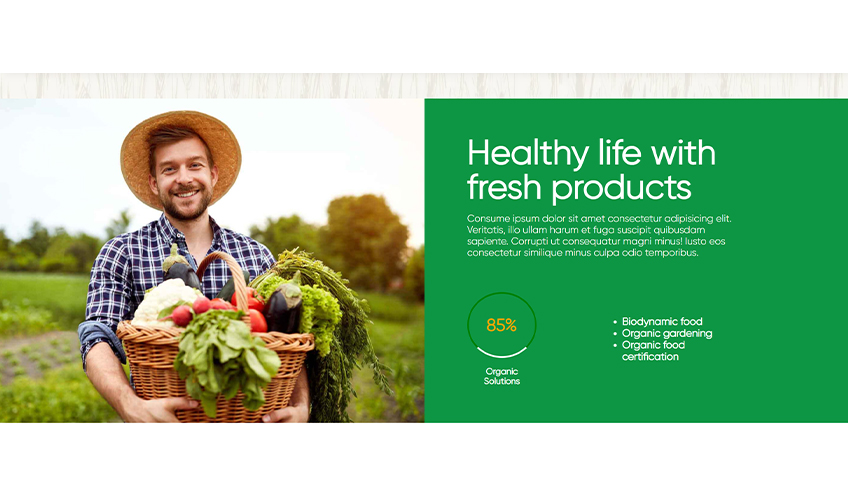 Healthy life with
fresh products
Consume ipsum dolor sit amet consectetur adipisicing elit.
Veritatis, illo ullam harum et fuga suscipit quibusdam
sapiente. Corrupti ut consequatur magni minus! Iusto eos
consectetur similique minus culpa odio temporibus.
85%
Organic
Solutions
• Biodynamic food
• Organic gardening
• Organic food
certification